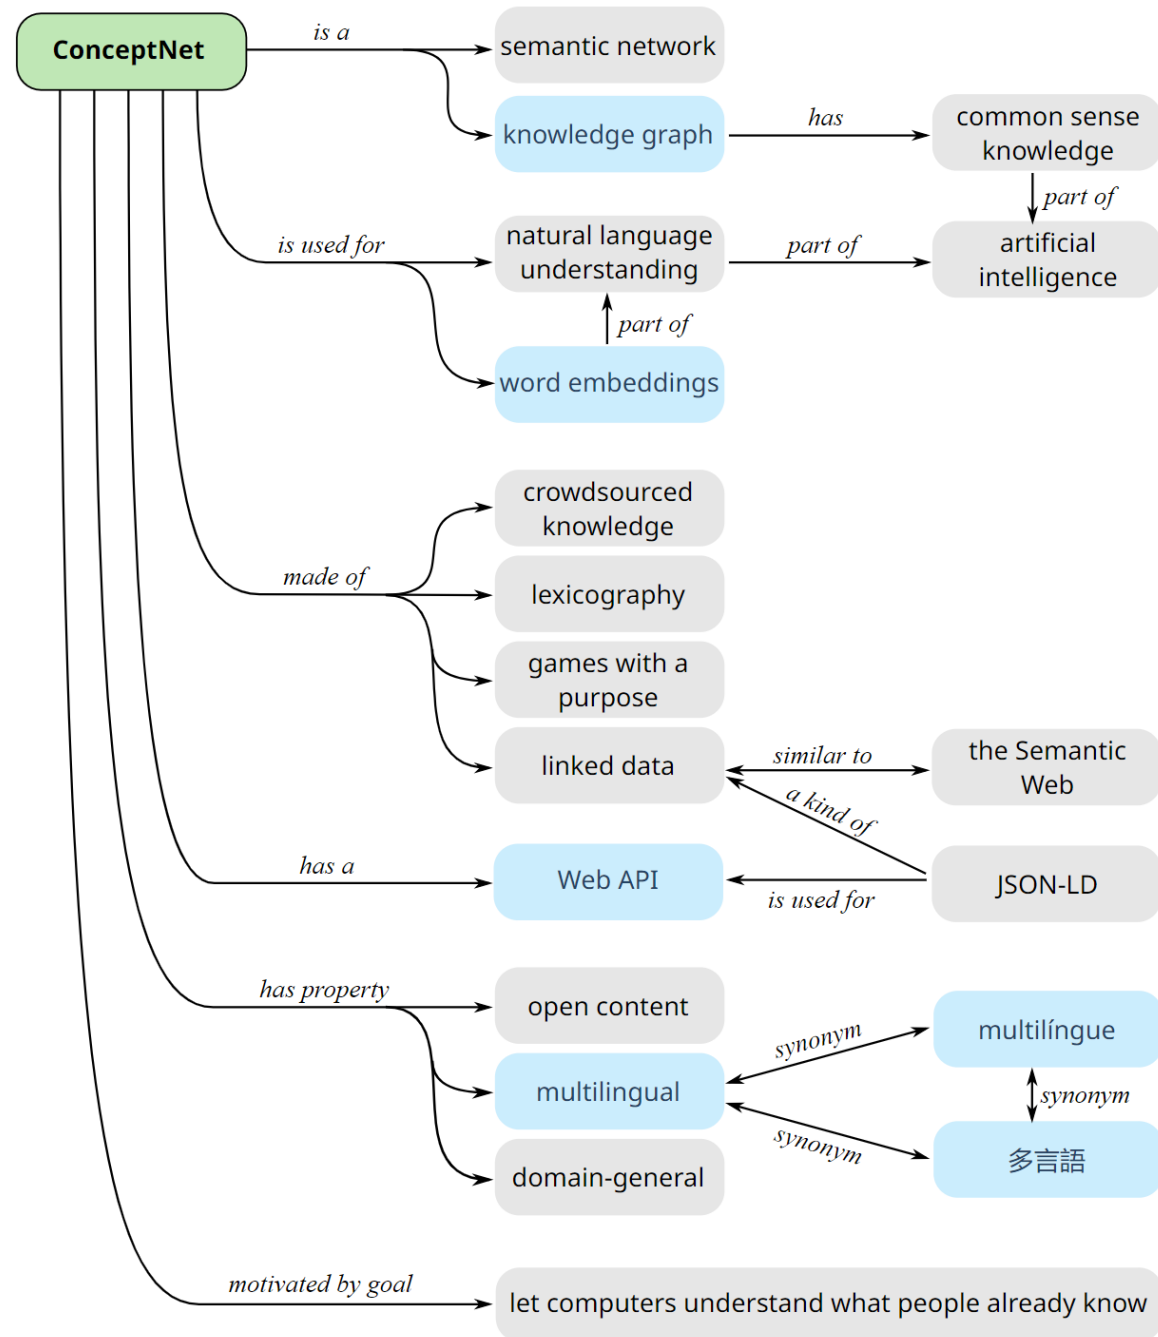 ConceptNet
is a
semantic network
knowledge graph
has
common sense
knowledge
part of
is used for
natural language
understanding
part of
artificial
intelligence
part of
word embeddings
made of
crowdsourced
knowledge
lexicography
games with a
purpose
linked data
similar to
the Semantic
Web
a kind of
has a
Web API
is used for
JSON-LD
has property
open content
multilingual
synonym
multilíngue
synonym
synonym
多言語
domain-general
motivated by goal
let computers understand what people already know